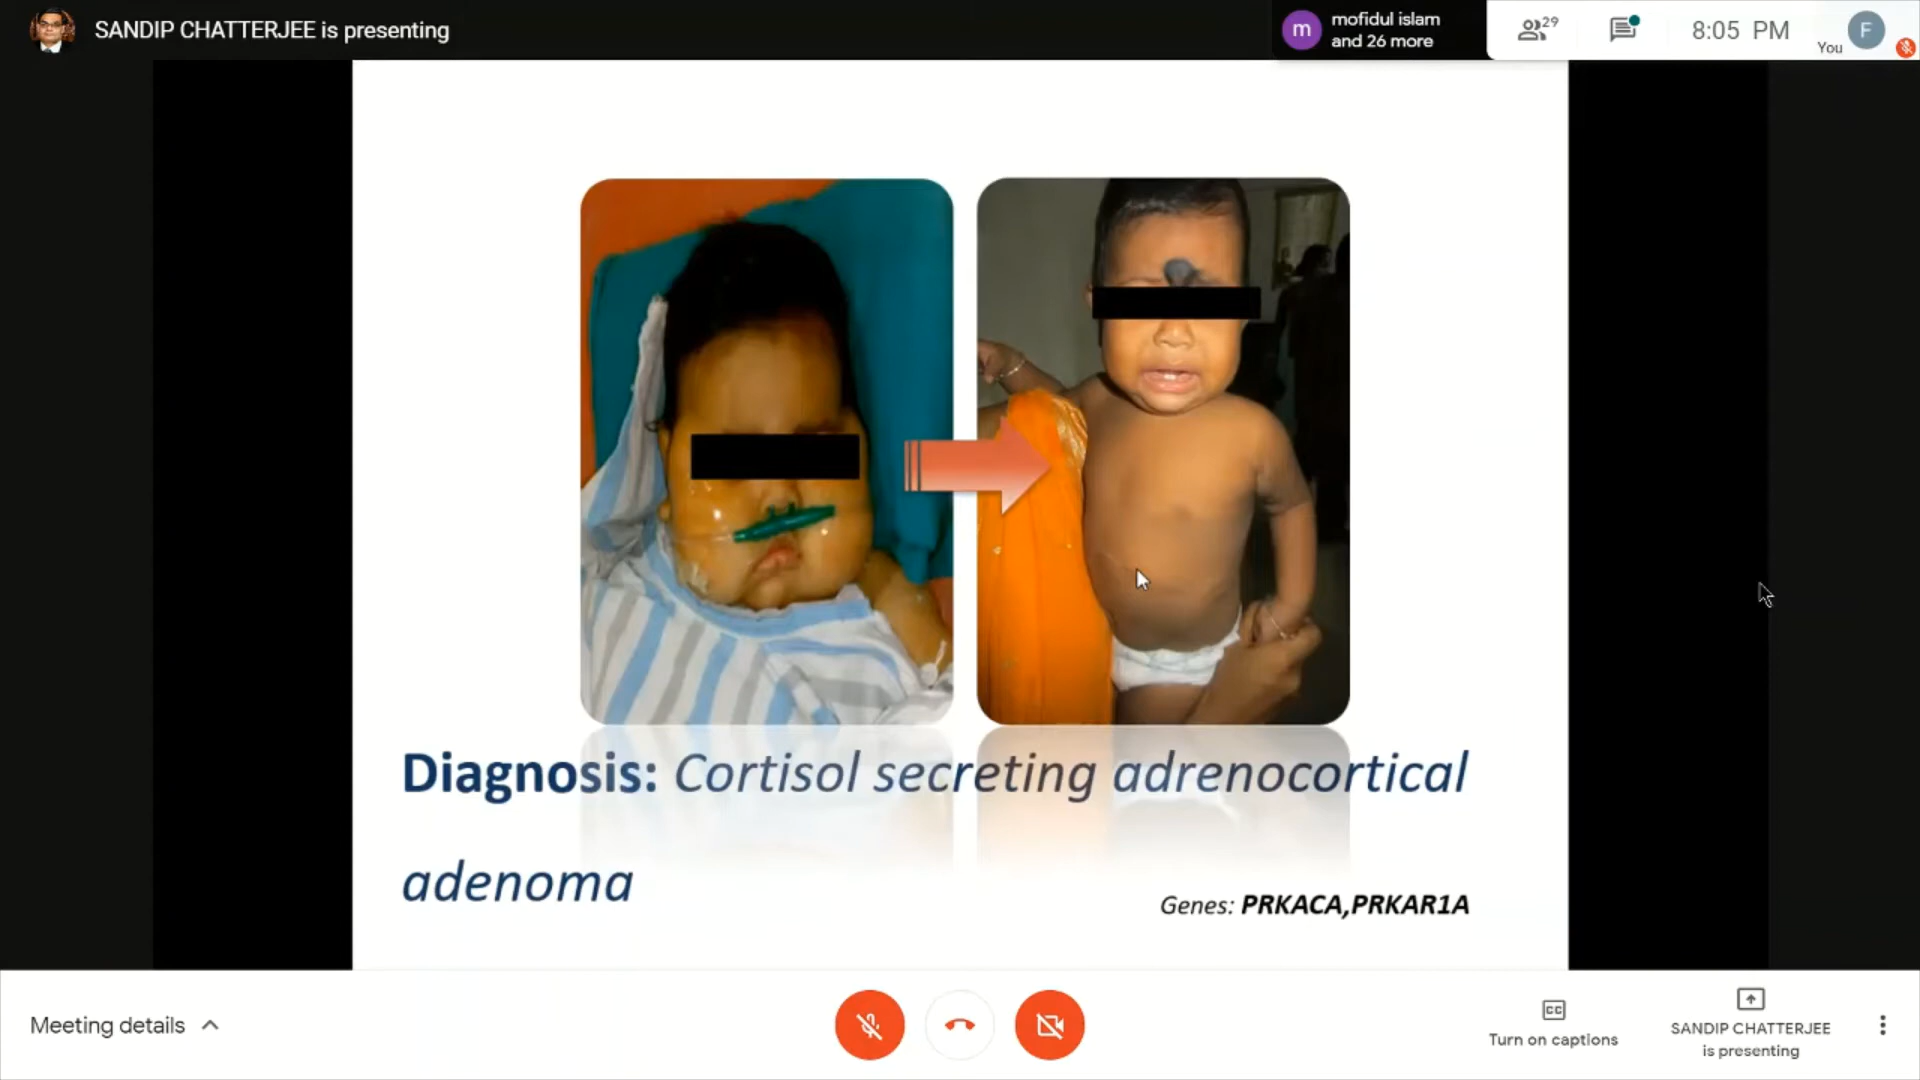 SANDIP CHATTERJEE is presenting
m
mofidul islam
and 26 more
29
8:05 PM
You
F
Diagnosis: Cortisol secreting adrenocortical
adenoma
Genes: PRKACA,PRKAR1A
Meeting details
CC
Turn on captions
SANDIP CHATTERJEE
is presenting